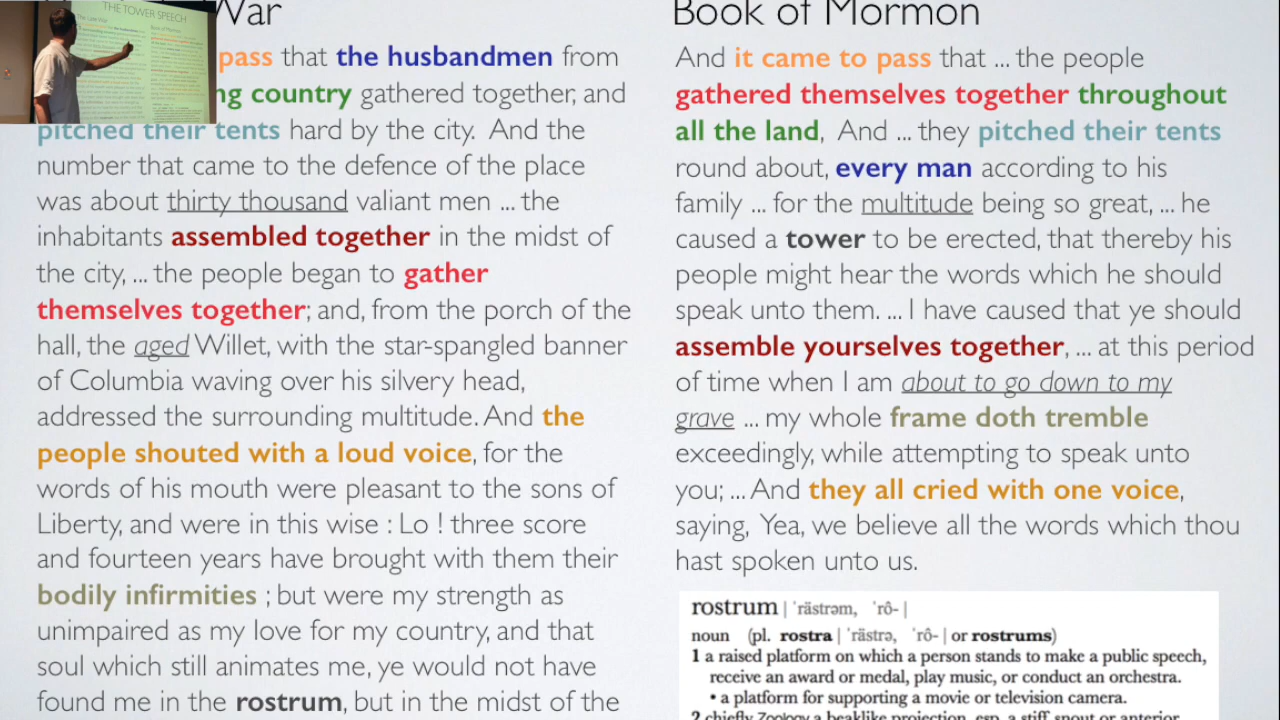 THE TOWER SPEECH
War
pass that the husbandmen from
ng country gathered together, and
pitched their tents hard by the city. And the
number that came to the defence of the place
was about thirty thousand valiant men ... the
inhabitants assembled together in the midst of
the city, ... the people began to gather
themselves together; and, from the porch of the
hall, the aged Willet, with the star-spangled banner
of Columbia waving over his silvery head,
addressed the surrounding multitude. And the
people shouted with a loud voice, for the
words of his mouth were pleasant to the sons of
Liberty, and were in this wise : Lo ! three score
and fourteen years have brought with them their
bodily infirmities ; but were my strength as
unimpaired as my love for my country, and that
soul which still animates me, ye would not have
found me in the rostrum, but in the midst of the
Book of Mormon
And it came to pass that ... the people
gathered themselves together throughout
all the land, And ... they pitched their tents
round about, every man according to his
family ... for the multitude being so great, ... he
caused a tower to be erected, that thereby his
people might hear the words which he should
speak unto them. ... I have caused that ye should
assemble yourselves together, ... at this period
of time when I am about to go down to my
grave ... my whole frame doth tremble
exceedingly, while attempting to speak unto
you; ... And they all cried with one voice,
saying, Yea, we believe all the words which thou
hast spoken unto us.
rostrum | ˈrästrəm, ˈrô- |
noun (pl. rostra | ˈrästrə, ˈrô- | or rostrums)
1 a raised platform on which a person stands to make a public speech,
receive an award or medal, play music, or conduct an orchestra.
• a platform for supporting a movie or television camera.
2 chiefly Zoology a beaklike projection, esp. a stiff snout or anterior